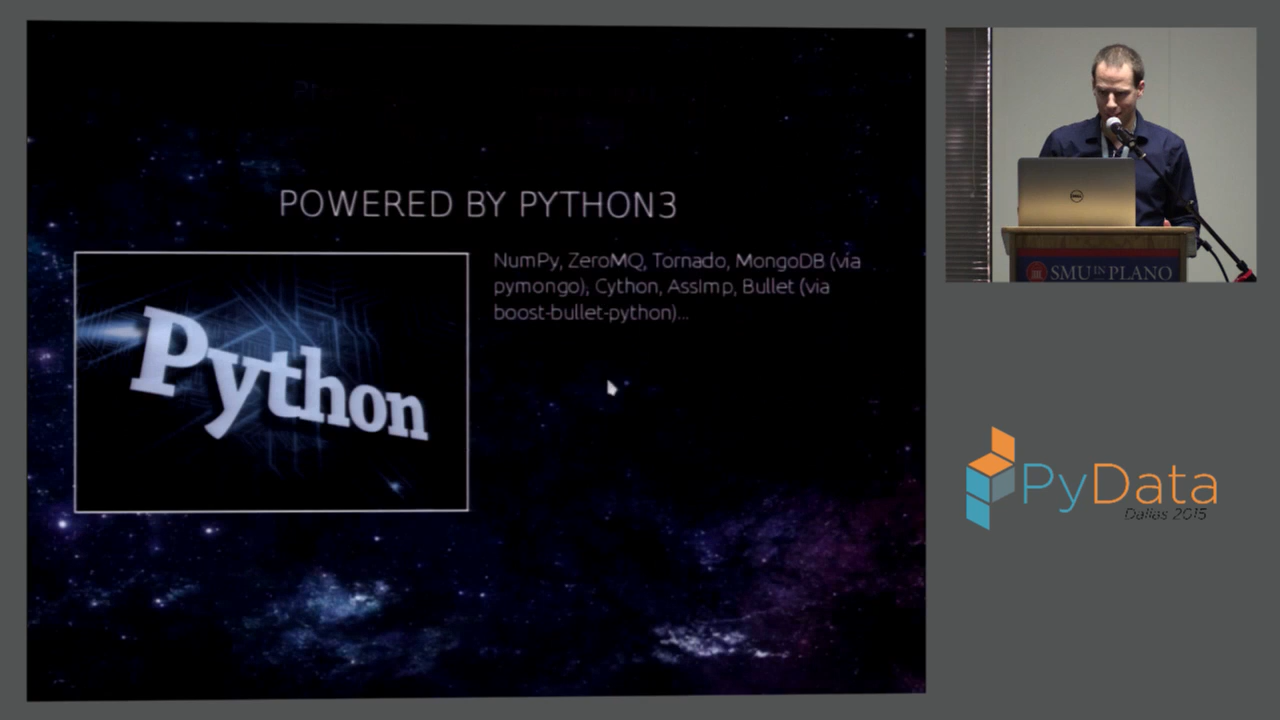 POWERED BY PYTHON3
NumPy, ZeroMQ, Tornado, MongoDB (via
pymongo), Cython, AssImp, Bullet (via
boost-bullet-python)...
Python
DELL
SMU IN PLANO
PyData
Dallas 2015